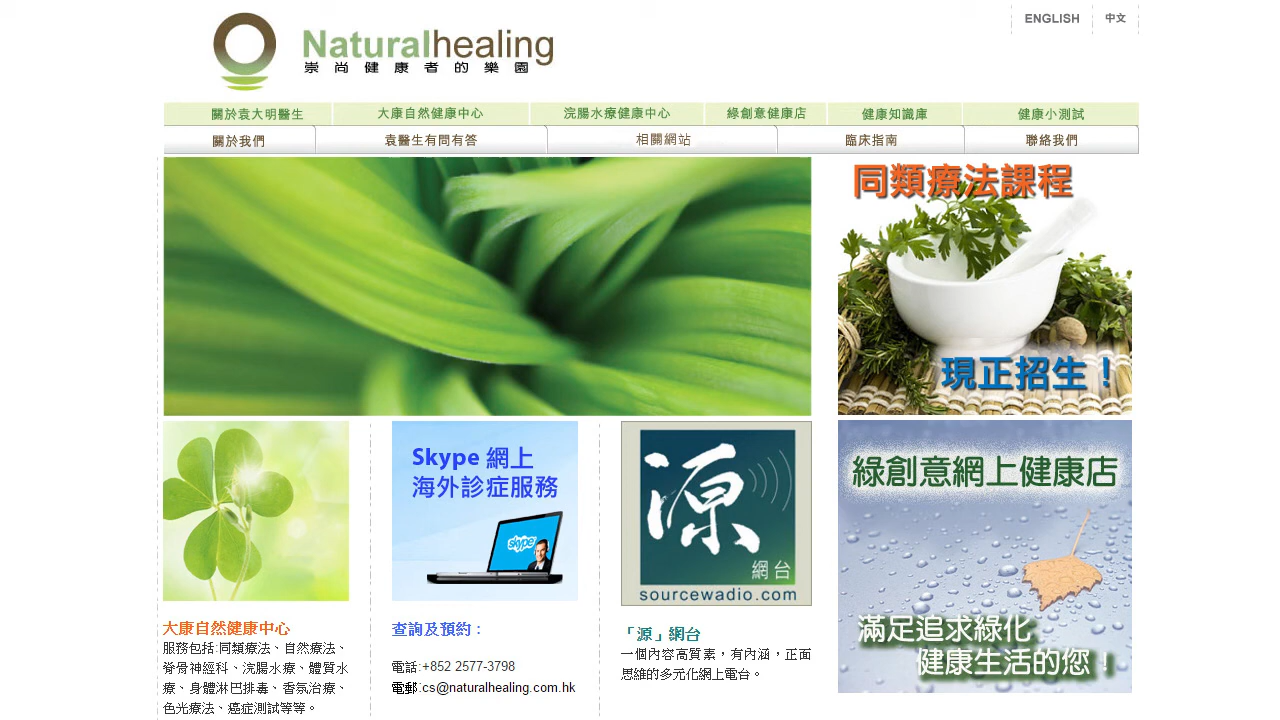 ENGLISH 中文
Naturalhealing
崇尚健康者的樂園
關於袁大明醫生 大康自然健康中心 浣腸水療健康中心 綠創意健康店 健康知識庫 健康小測試
關於我們 袁醫生有問有答 相關網站 臨床指南 聯絡我們
同類療法課程
現正招生！
Skype 網上
海外診症服務
skype
源
網台
sourcewadio.com
綠創意網上健康店
滿足追求綠化
健康生活的您！
大康自然健康中心
服務包括:同類療法、自然療法、
脊骨神經科、浣腸水療、體質水
療、身體淋巴排毒、香氛治療、
色光療法、癌症測試等等。
查詢及預約：
電話:+852 2577-3798
電郵:cs@naturalhealing.com.hk
「源」網台
一個內容高質素，有內涵，正面
思維的多元化網上電台。